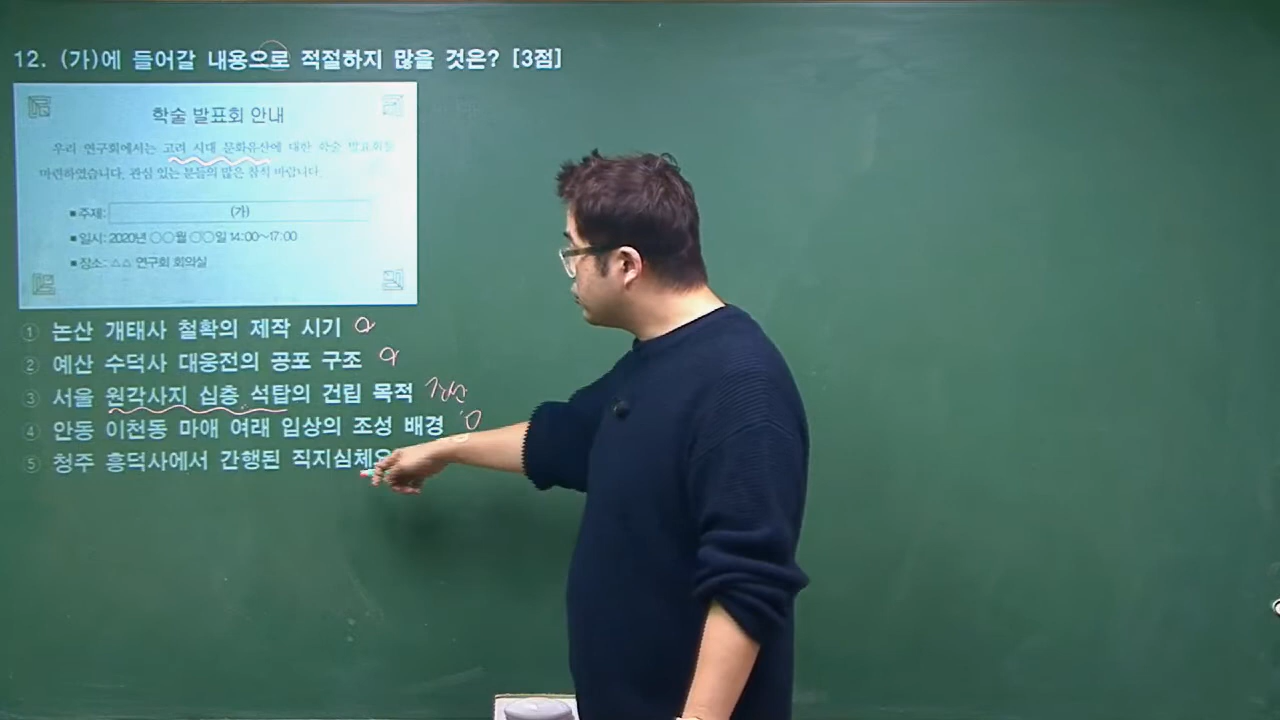 12. (가)에 들어갈 내용으로 적절하지 많을 것은? [3점]
학술 발표회 안내
우리 연구회에서는 고려 시대 문화유산에 대한 학술 발표회를
마련하였습니다. 관심 있는 분들의 많은 참석 바랍니다.
■ 주제: (가)
■ 일시: 2020년 ○○월 ○○일 14:00~17:00
■ 장소: △△ 연구회 회의실
① 논산 개태사 철확의 제작 시기
② 예산 수덕사 대웅전의 공포 구조
③ 서울 원각사지 십층 석탑의 건립 목적
④ 안동 이천동 마애 여래 입상의 조성 배경
⑤ 청주 흥덕사에서 간행된 직지심체요